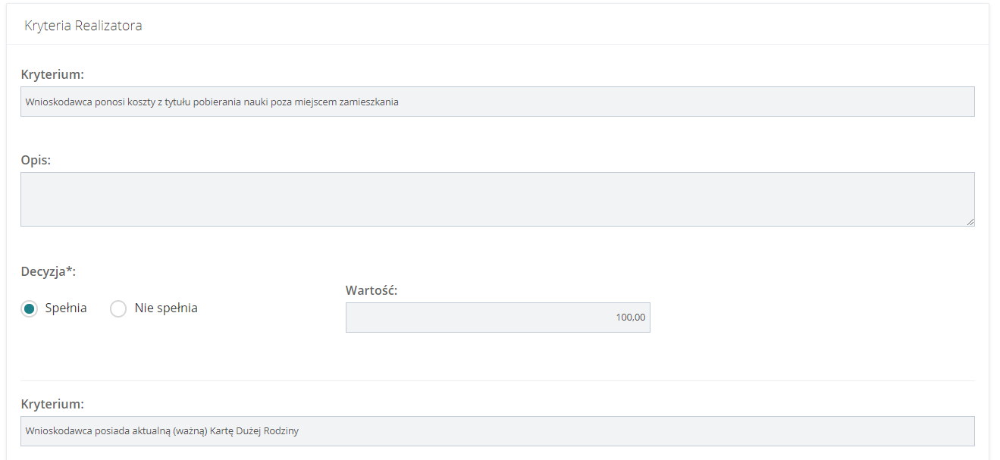 Kryteria Realizatora
Kryterium:
Wnioskodawca ponosi koszty z tytułu pobierania nauki poza miejscem zamieszkania
Opis:
Decyzja*:
Wartość:
Spełnia Nie spełnia
100,00
Kryterium:
Wnioskodawca posiada aktualną (ważną) Kartę Dużej Rodziny